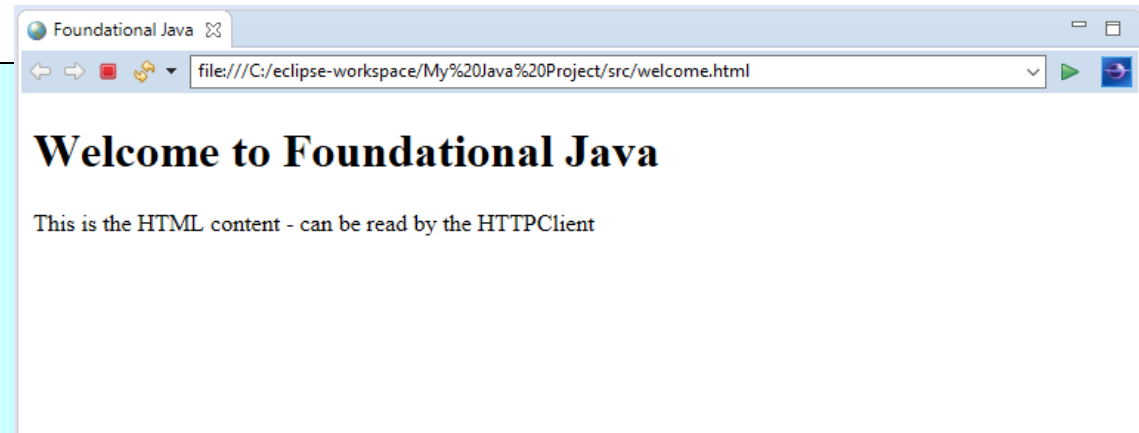 Foundational Java
file:///C:/eclipse-workspace/My%20Java%20Project/src/welcome.html
Welcome to Foundational Java
This is the HTML content - can be read by the HTTPClient